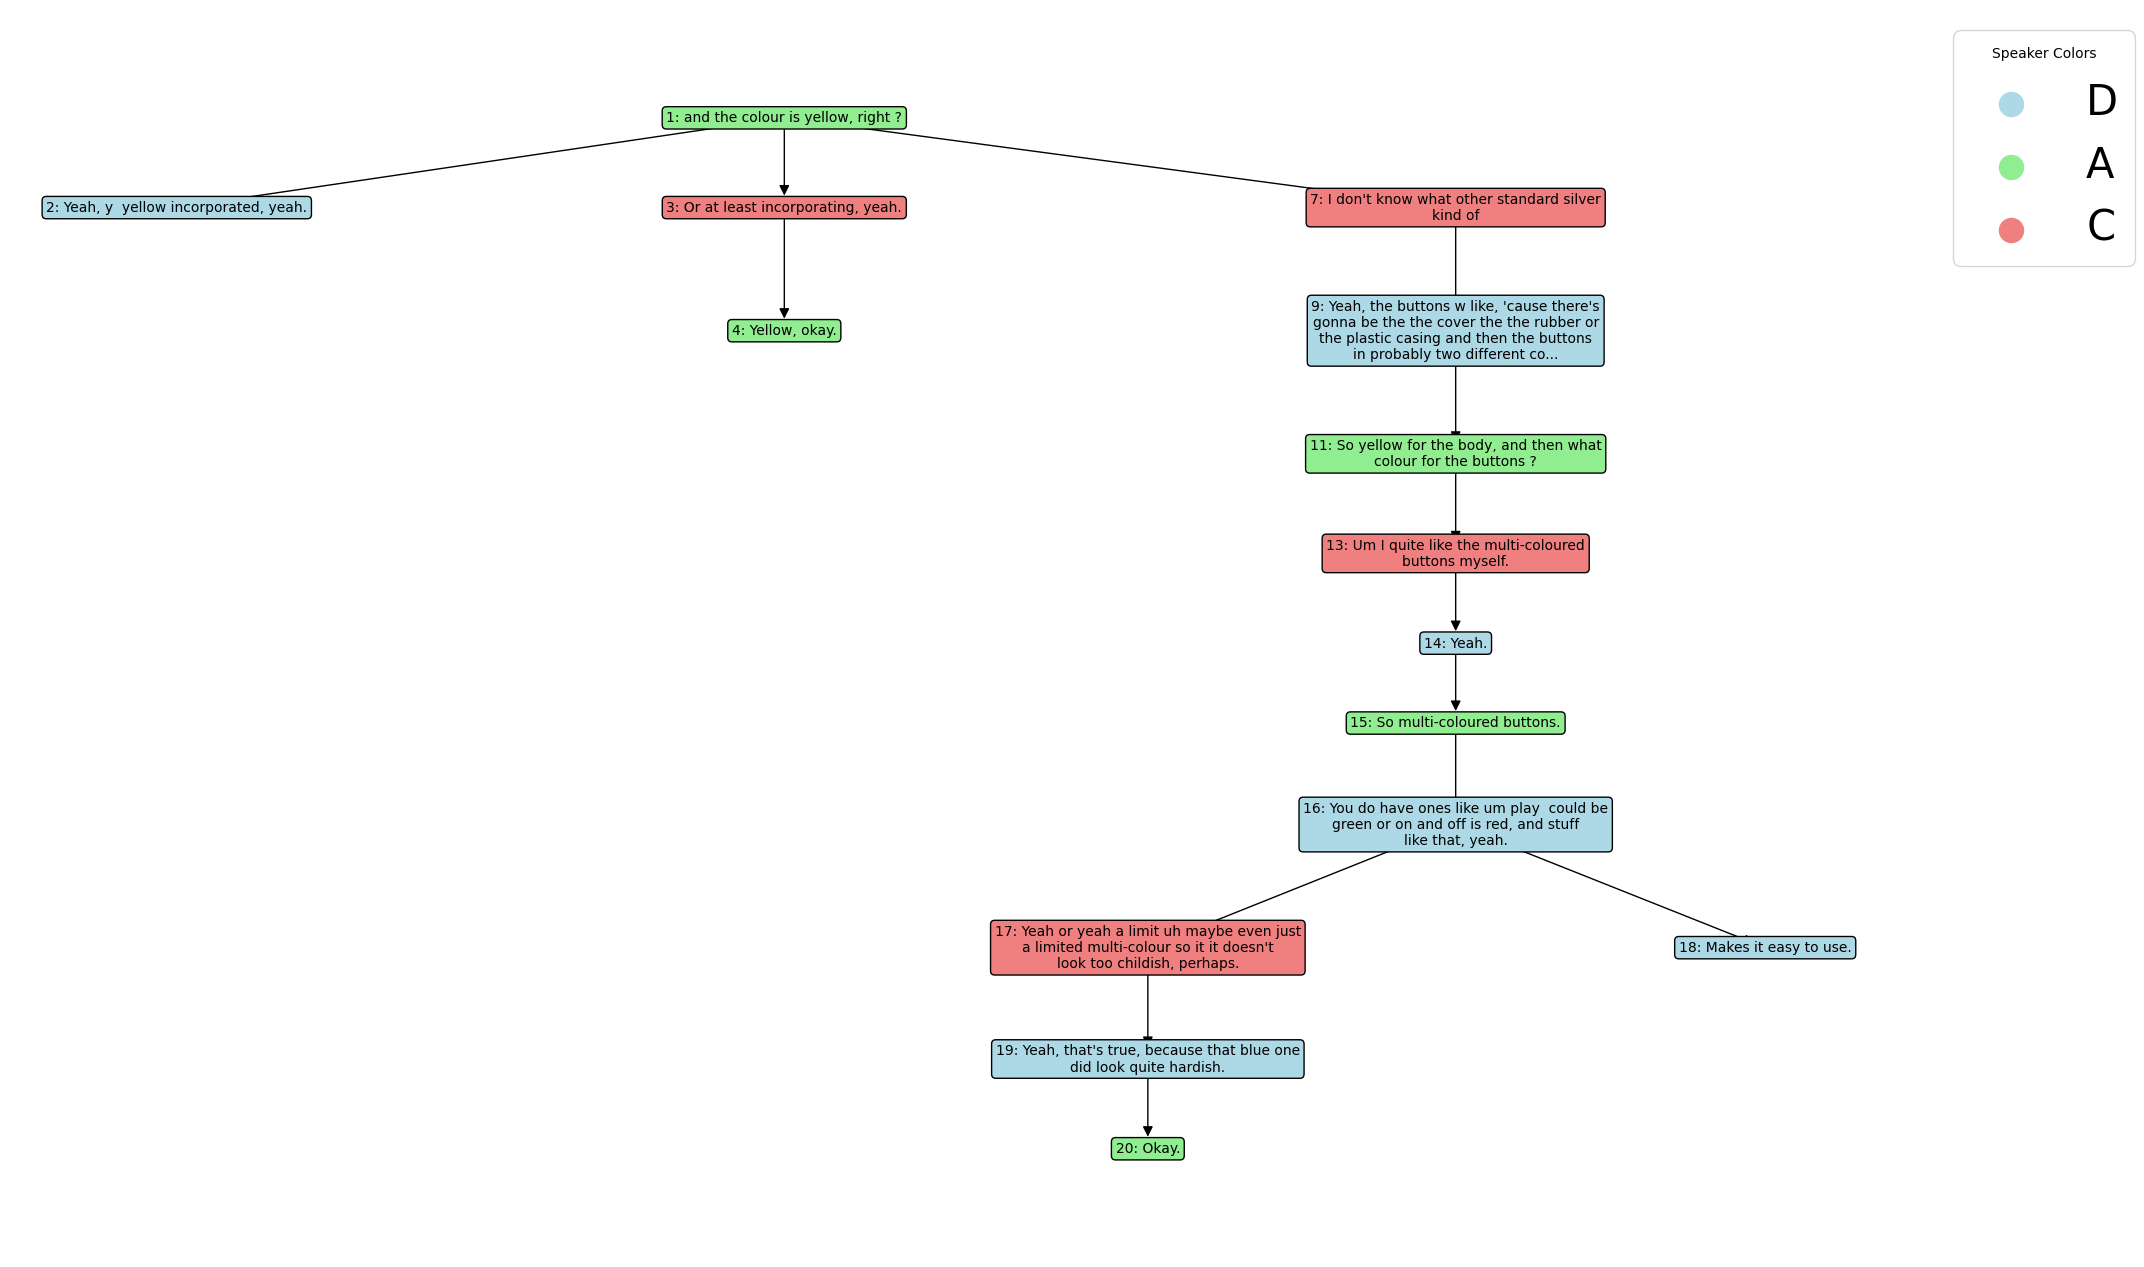 Speaker Colors
D
A
C
1: and the colour is yellow, right ?
2: Yeah, y  yellow incorporated, yeah.
3: Or at least incorporating, yeah.
7: I don't know what other standard silver
kind of
4: Yellow, okay.
9: Yeah, the buttons w like, 'cause there's
gonna be the the cover the the rubber or
the plastic casing and then the buttons
in probably two different co...
11: So yellow for the body, and then what
colour for the buttons ?
13: Um I quite like the multi-coloured
buttons myself.
14: Yeah.
15: So multi-coloured buttons.
16: You do have ones like um play  could be
green or on and off is red, and stuff
like that, yeah.
17: Yeah or yeah a limit uh maybe even just
a limited multi-colour so it it doesn't
look too childish, perhaps.
18: Makes it easy to use.
19: Yeah, that's true, because that blue one
did look quite hardish.
20: Okay.